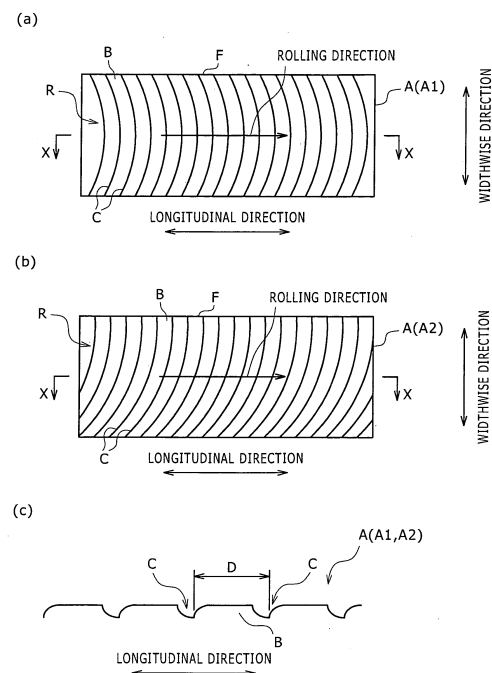 (a)
B
F
ROLLING DIRECTION
R
A(A1)
X
X
C
LONGITUDINAL DIRECTION
WIDTHWISE DIRECTION
(b)
B
F
ROLLING DIRECTION
R
A(A2)
X
X
C
LONGITUDINAL DIRECTION
WIDTHWISE DIRECTION
(c)
A(A1,A2)
C
D
C
B
LONGITUDINAL DIRECTION